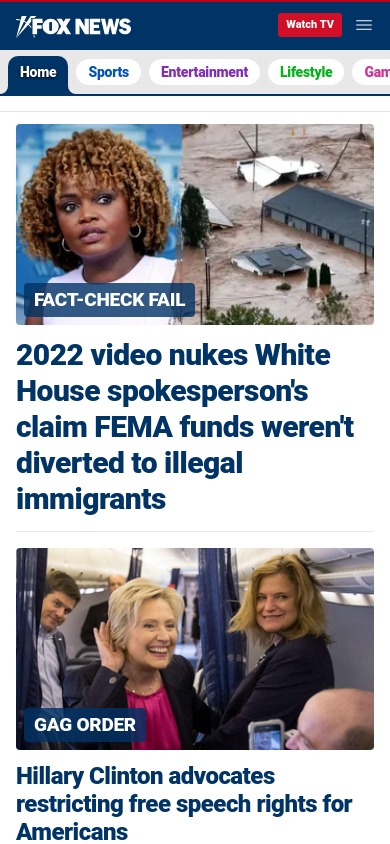 FOX NEWS
Watch TV
Home Sports Entertainment Lifestyle Gam
FACT-CHECK FAIL
2022 video nukes White
House spokesperson's
claim FEMA funds weren't
diverted to illegal
immigrants
GAG ORDER
Hillary Clinton advocates
restricting free speech rights for
Americans